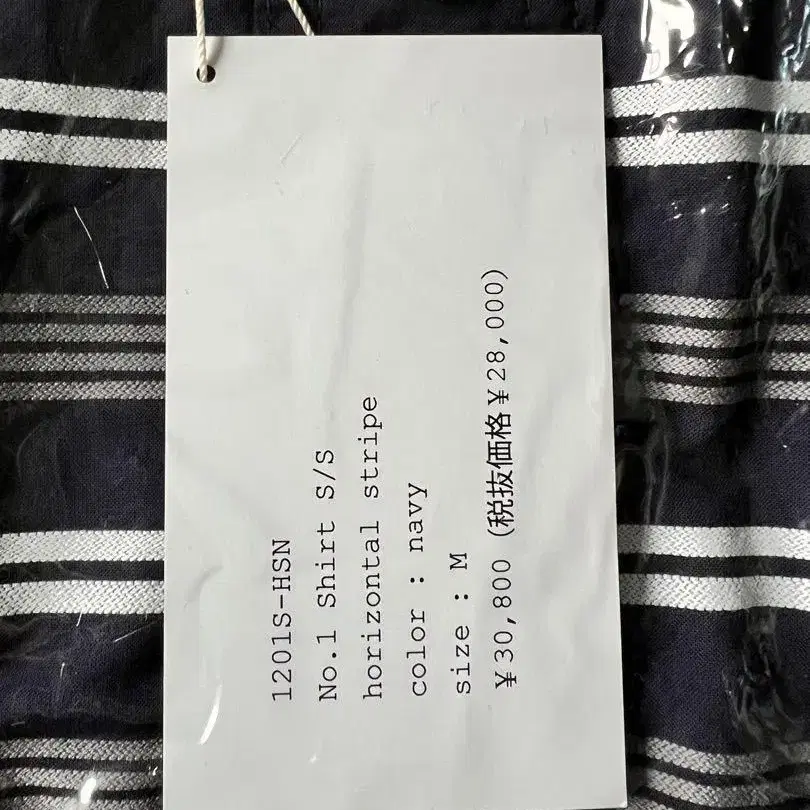 1201S-HSN
No.1 Shirt S/S
horizontal stripe
color : navy
size : M
¥30,800 (税抜価格¥28,000)